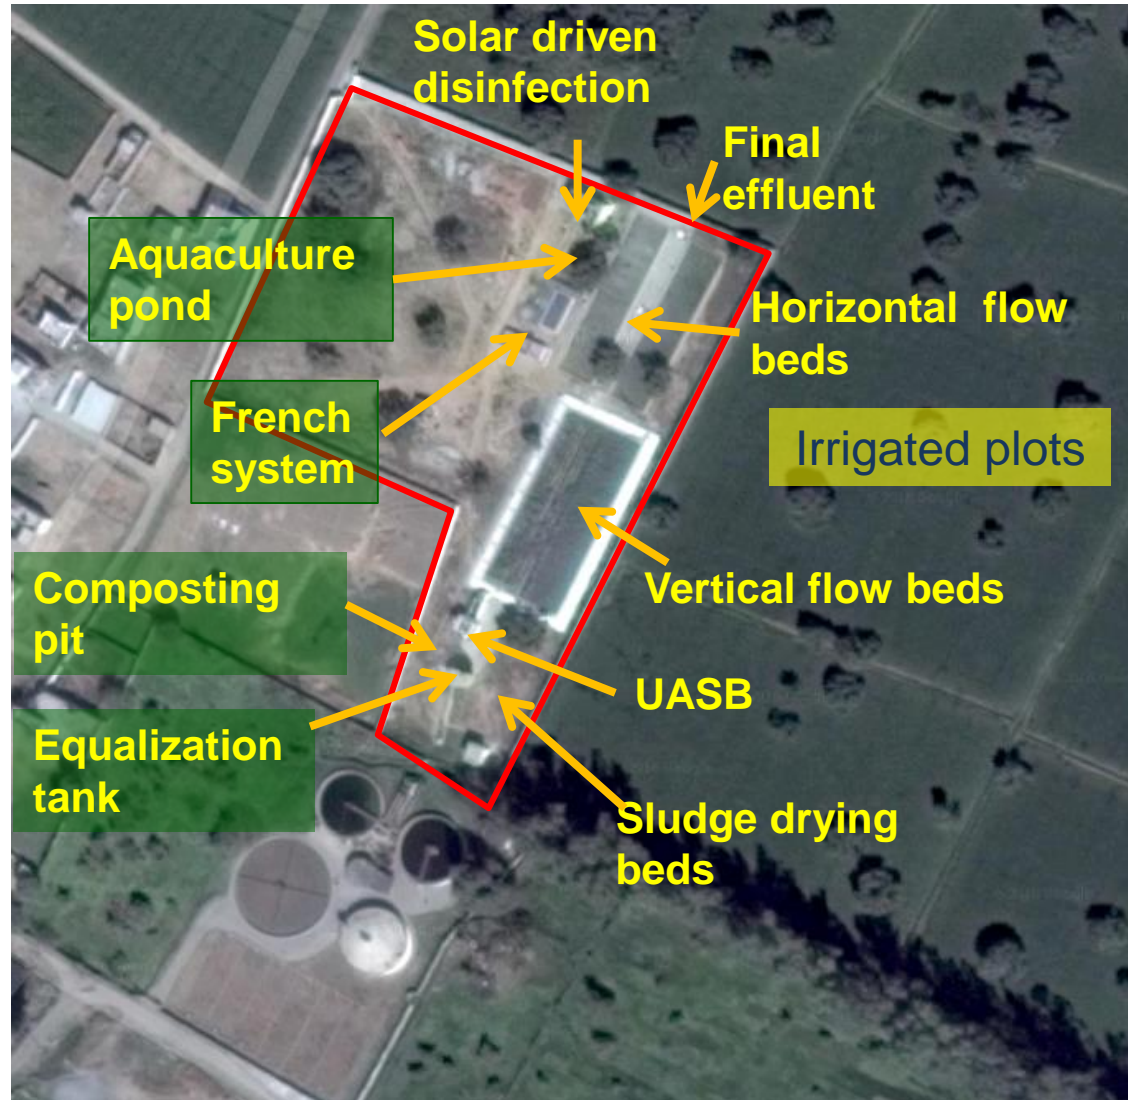 Solar driven
disinfection
Final
effluent
Aquaculture
pond
Horizontal flow
beds
French
system
Irrigated plots
Composting
pit
Vertical flow beds
UASB
Equalization
tank
Sludge drying
beds